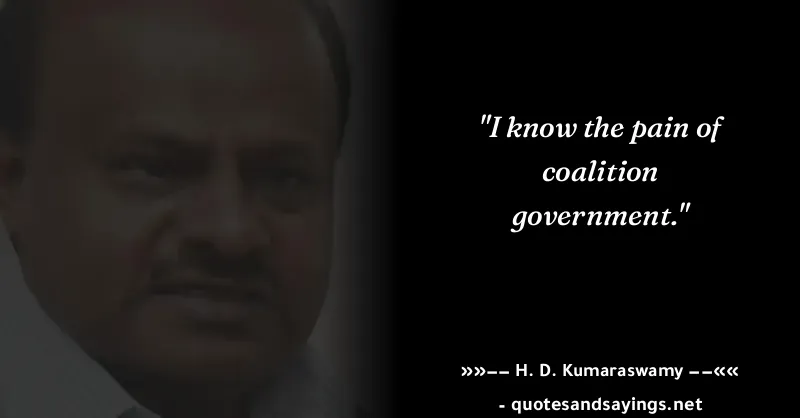 "I know the pain of
coalition
government."
»»–– H. D. Kumaraswamy ––««
- quotesandsayings.net